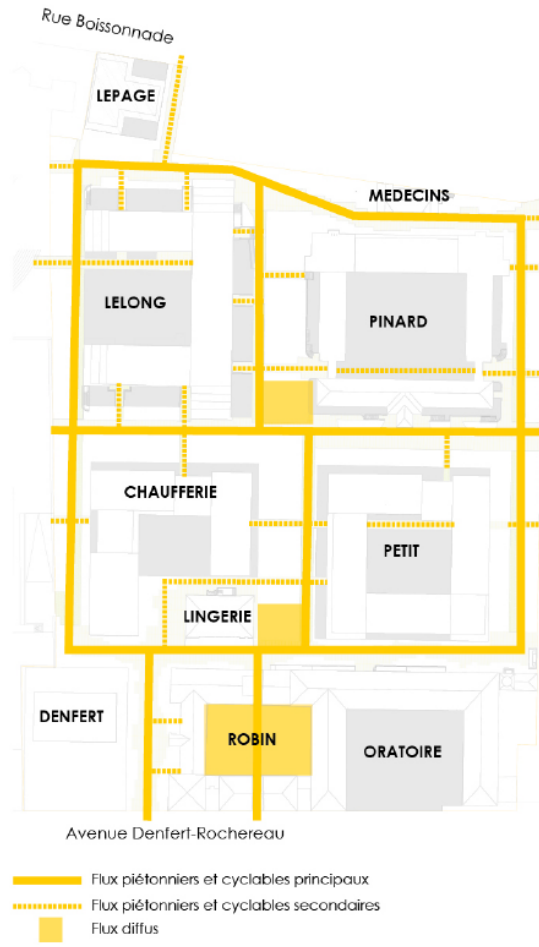 Rue Boissonnade
LEPAGE
MEDECINS
LELONG
PINARD
CHAUFFERIE
PETIT
LINGERIE
DENFERT
ROBIN
ORATOIRE
Avenue Denfert-Rochereau
Flux piétonniers et cyclables principaux
Flux piétonniers et cyclables secondaires
Flux diffus